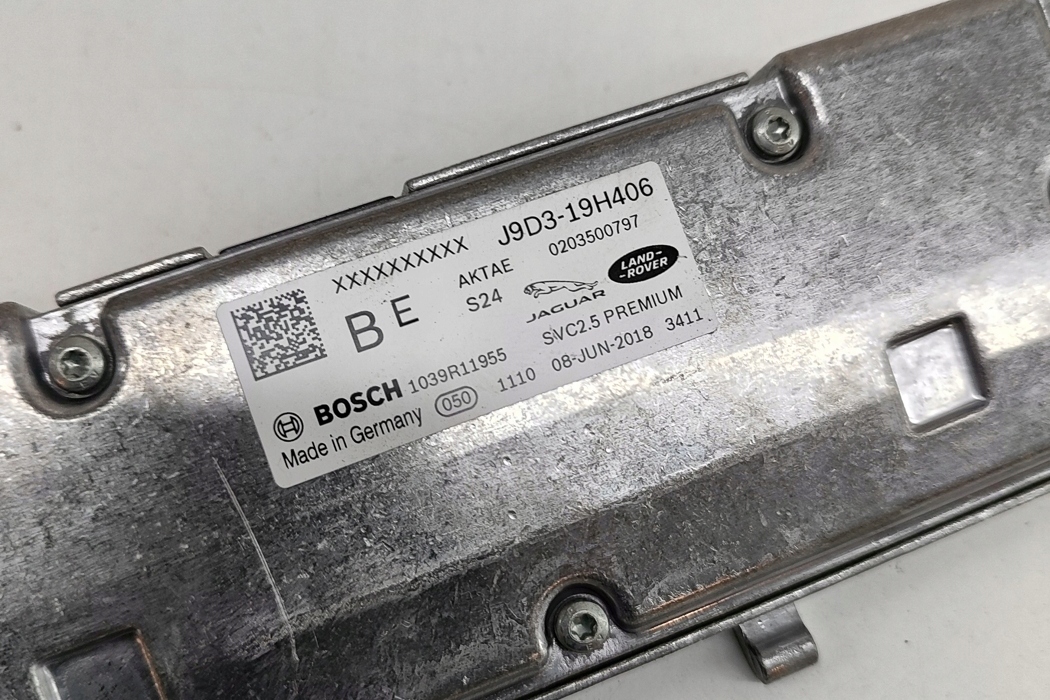 XXXXXXXXXX J9D3-19H406
B E AKTAE 0203500797
S24 JAGUAR LAND-
-ROVER
BOSCH 1039R11955 SVC2.5 PREMIUM
Made in Germany 050 1110 08-JUN-2018 3411